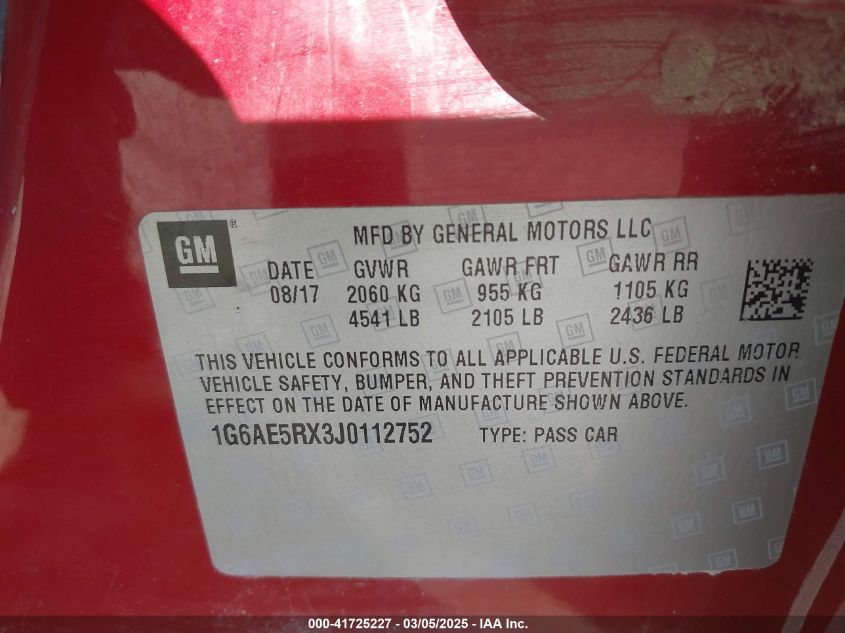 GM
MFD BY GENERAL MOTORS LLC
DATE GVWR GAWR FRT GAWR RR
08/17 2060 KG 955 KG 1105 KG
4541 LB 2105 LB 2436 LB
THIS VEHICLE CONFORMS TO ALL APPLICABLE U.S. FEDERAL MOTOR
VEHICLE SAFETY, BUMPER, AND THEFT PREVENTION STANDARDS IN
EFFECT ON THE DATE OF MANUFACTURE SHOWN ABOVE.
1G6AE5RX3J0112752 TYPE: PASS CAR
000-41725227 - 03/05/2025 - IAA Inc.